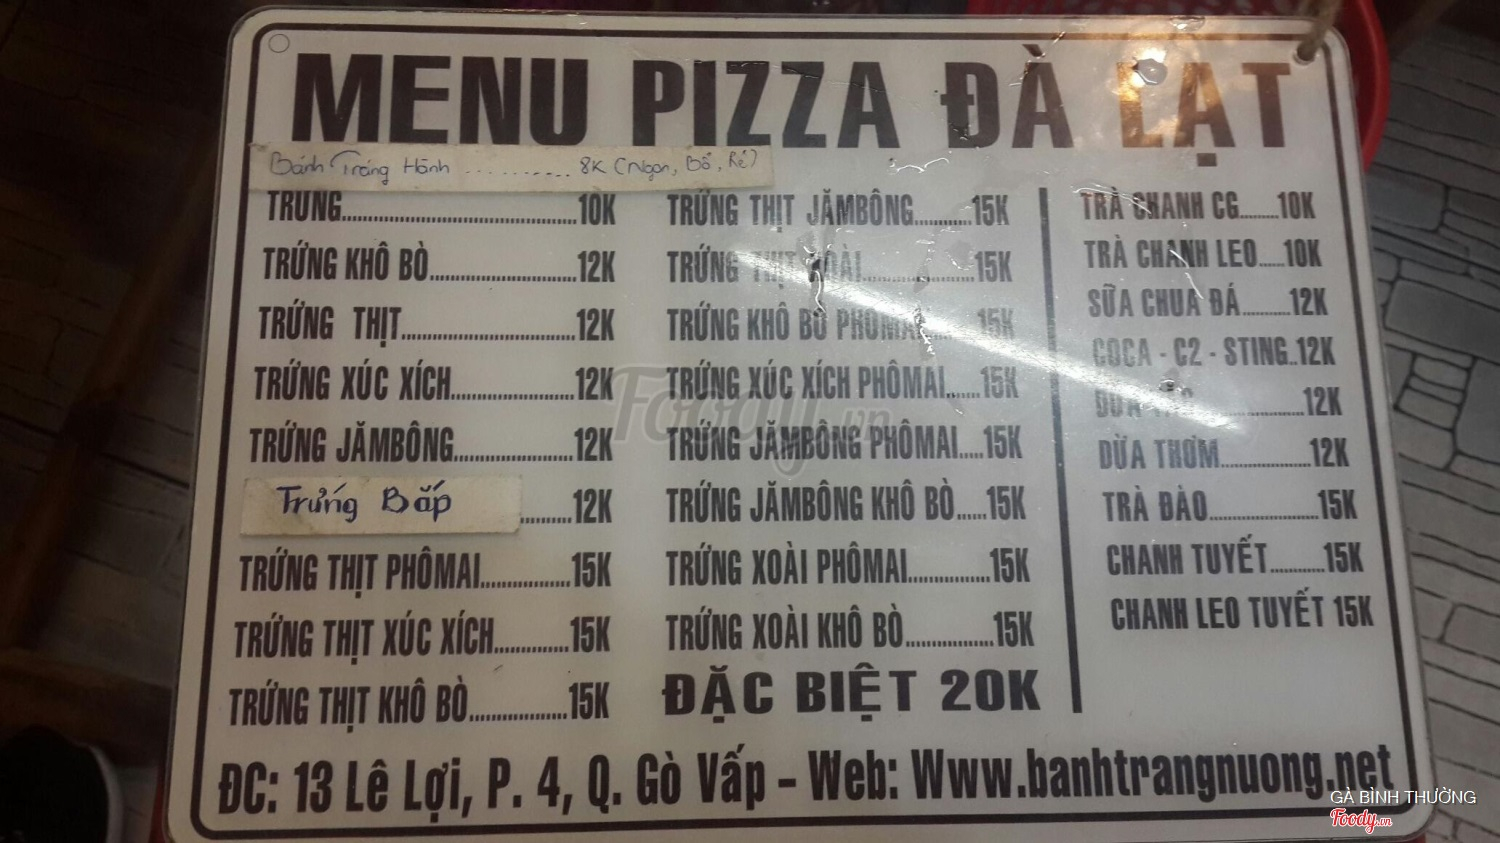 MENU PIZZA ĐÀ LẠT
Bánh Tráng Hành .............. 8K (Ngon, Bổ, Rẻ)
TRỨNG..........10K
TRỨNG KHÔ BÒ..........12K
TRỨNG THỊT..........12K
TRỨNG XÚC XÍCH..........12K
TRỨNG JĂMBÔNG..........12K
Trứng Bắp ..........12K
TRỨNG THỊT PHÔMAI..........15K
TRỨNG THỊT XÚC XÍCH..........15K
TRỨNG THỊT KHÔ BÒ..........15K
TRỨNG THỊT JĂMBÔNG..........15K
TRỨNG THỊT XOÀI..........15K
TRỨNG KHÔ BÒ PHÔMAI..........15K
TRỨNG XÚC XÍCH PHÔMAI......15K
TRỨNG JĂMBÔNG PHÔMAI.....15K
TRỨNG JĂMBÔNG KHÔ BÒ......15K
TRỨNG XOÀI PHÔMAI..........15K
TRỨNG XOÀI KHÔ BÒ..........15K
ĐẶC BIỆT 20K
TRÀ CHANH CG........10K
TRÀ CHANH LEO.....10K
SỮA CHUA ĐÁ.........12K
COCA - C2 - STING..12K
DỪA ..........12K
DỪA THƠM..........12K
TRÀ ĐÀO..........15K
CHANH TUYẾT..........15K
CHANH LEO TUYẾT 15K
ĐC: 13 Lê Lợi, P. 4, Q. Gò Vấp – Web: Www.banhtrangnuong.net
Foody.vn
GÀ BÌNH THƯỜNG
Foody.vn